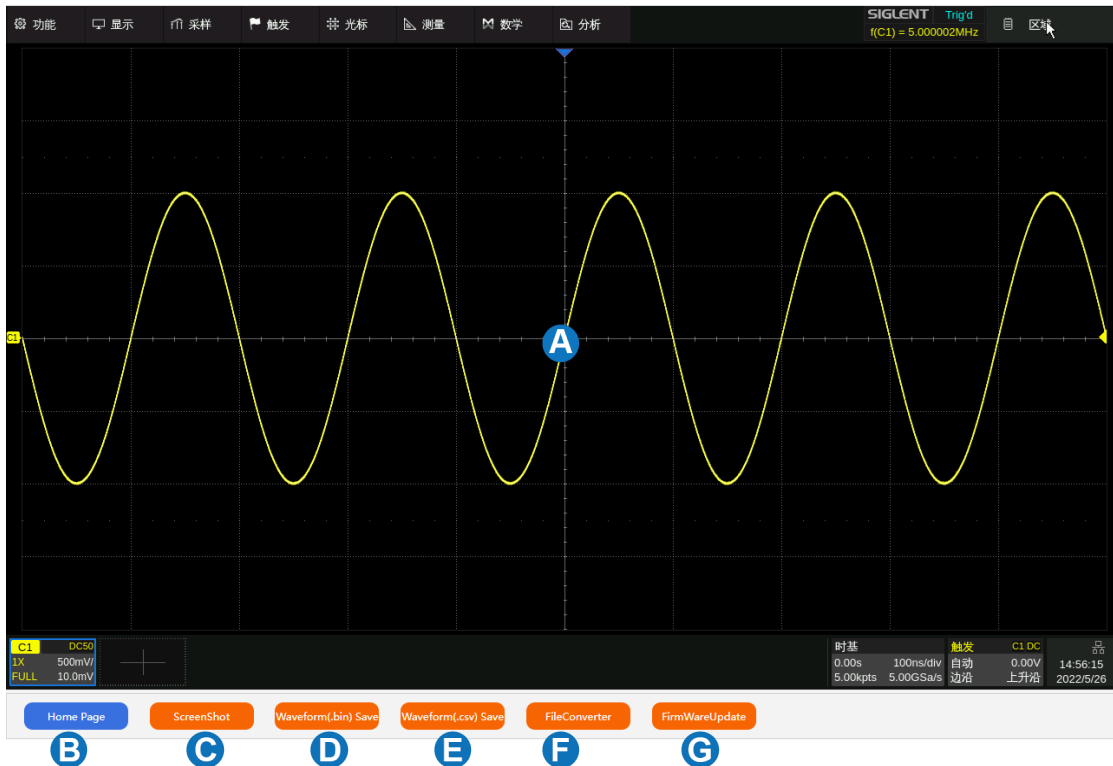 功能 显示 采样 触发 光标 测量 数学 分析
SIGLENT Trig'd
f(C1) = 5.000002MHz
区域
A
C1
C1 DC50
1X 500mV/
FULL 10.0mV
时基
0.00s 100ns/div
5.00kpts 5.00GSa/s
触发 C1 DC
自动 0.00V
边沿 上升沿
14:56:15
2022/5/26
Home Page ScreenShot Waveform(.bin) Save Waveform(.csv) Save FileConverter FirmWareUpdate
B C D E F G